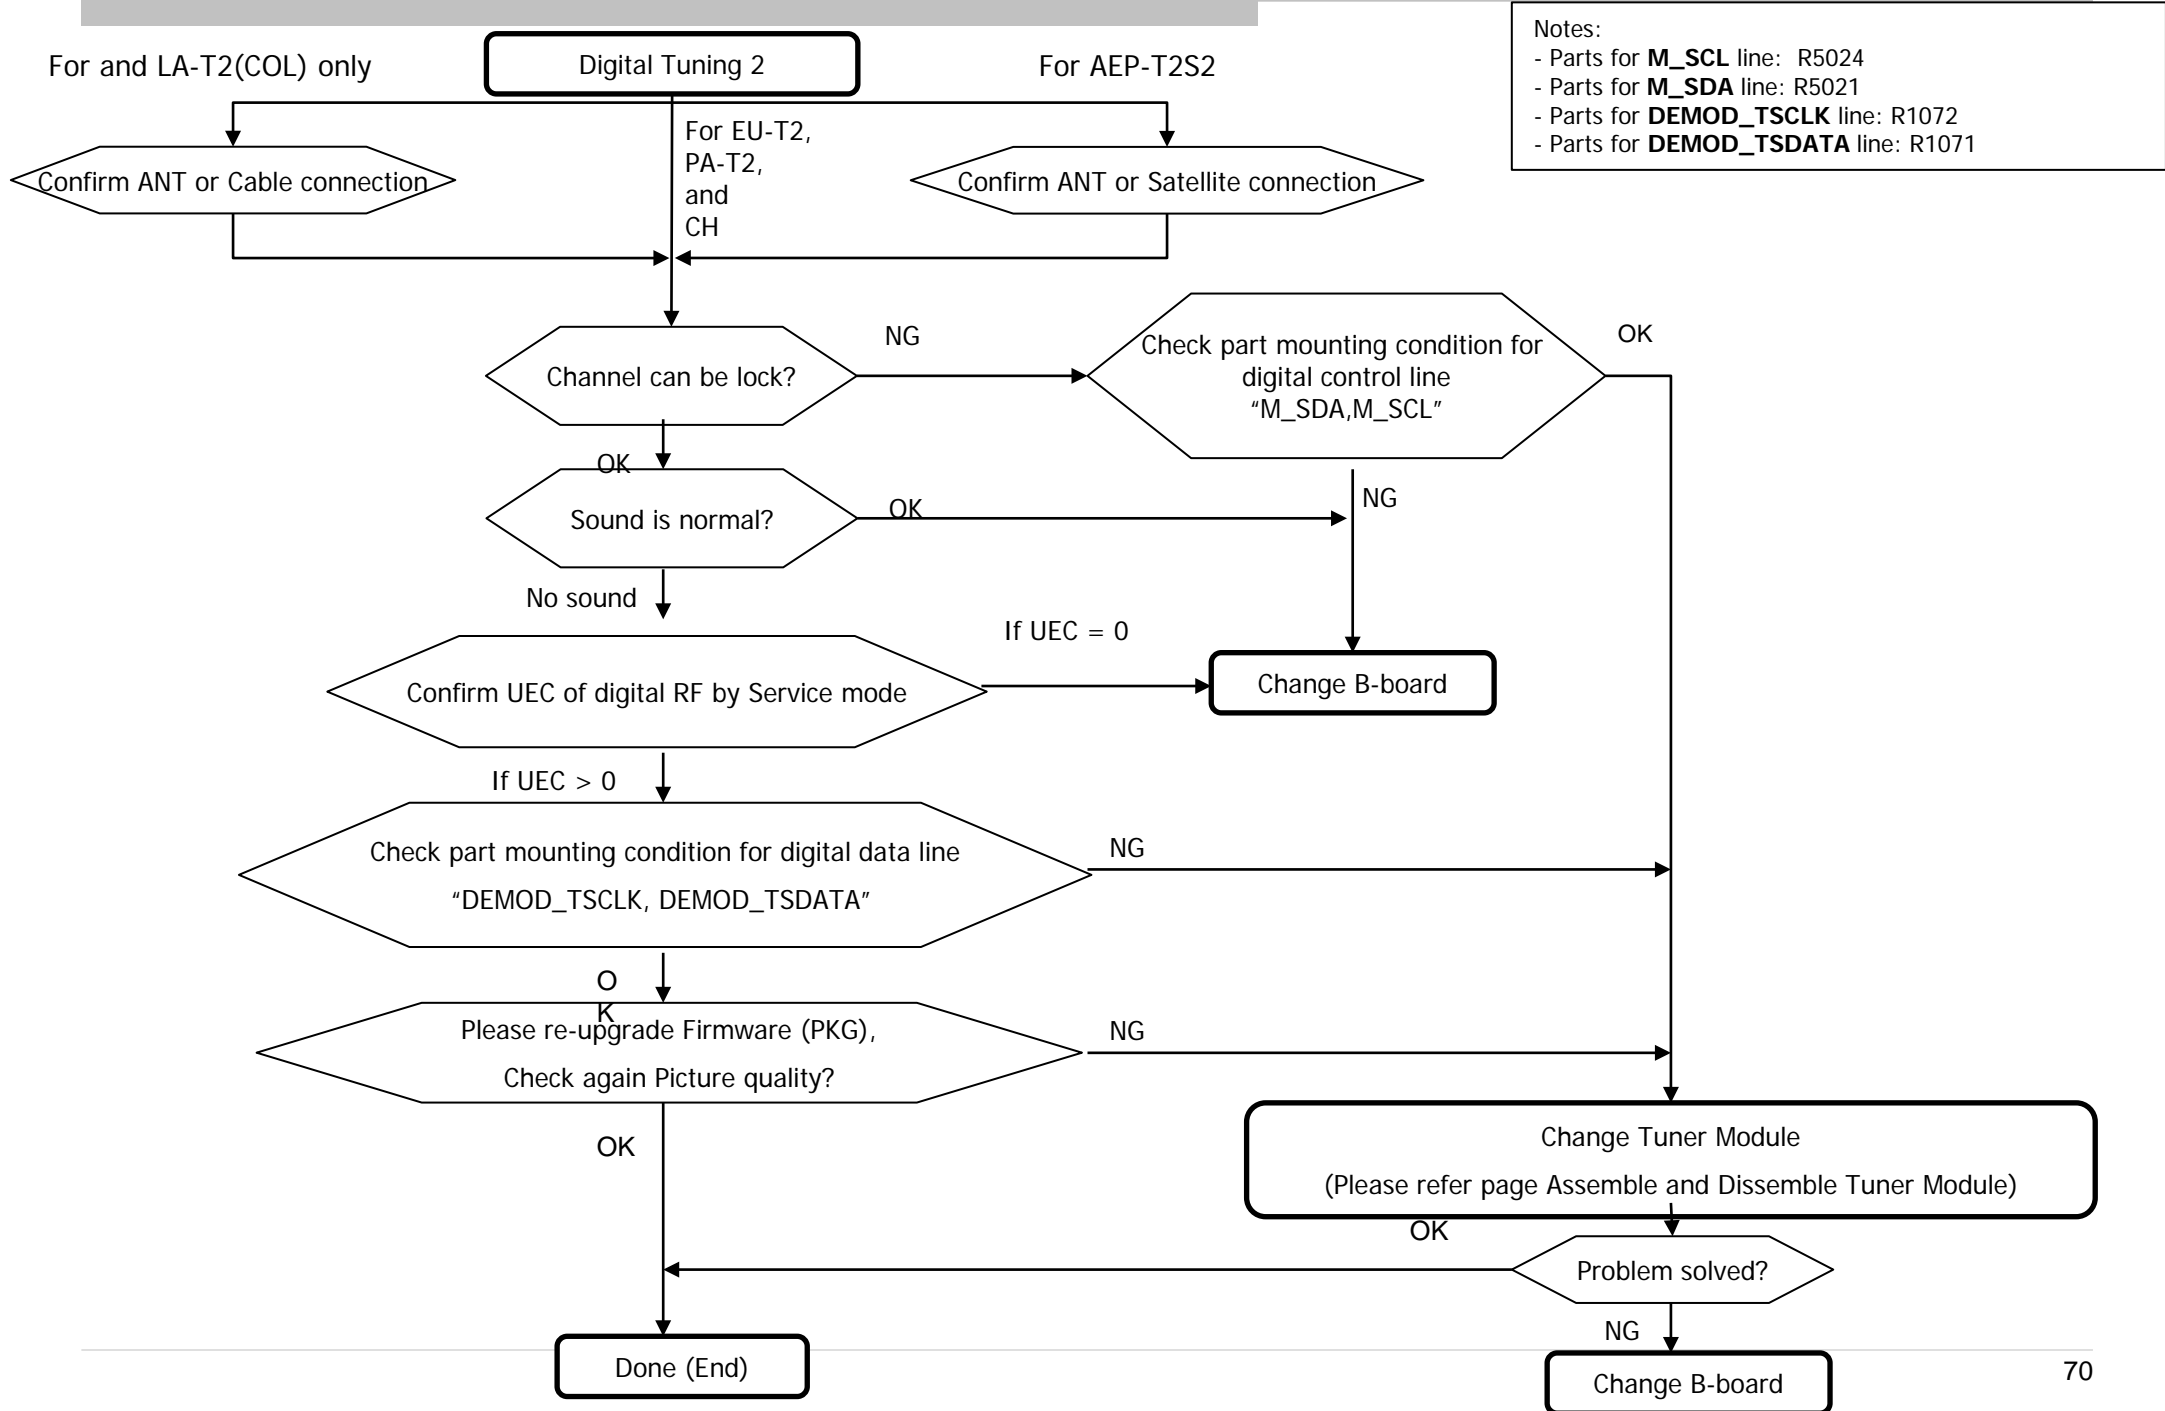 Notes:
- Parts for M_SCL line: R5024
- Parts for M_SDA line: R5021
- Parts for DEMOD_TSCLK line: R1072
- Parts for DEMOD_TSDATA line: R1071
For and LA-T2(COL) only
Digital Tuning 2
For AEP-T2S2
For EU-T2,
PA-T2,
and
CH
Confirm ANT or Cable connection
Confirm ANT or Satellite connection
Channel can be lock?
NG
Check part mounting condition for
digital control line
“M_SDA,M_SCL”
OK
OK
Sound is normal?
OK
NG
No sound
Confirm UEC of digital RF by Service mode
If UEC = 0
Change B-board
If UEC > 0
Check part mounting condition for digital data line
“DEMOD_TSCLK, DEMOD_TSDATA”
NG
O
K
Please re-upgrade Firmware (PKG),
Check again Picture quality?
NG
OK
Change Tuner Module
(Please refer page Assemble and Dissemble Tuner Module)
OK
Problem solved?
NG
Done (End)
Change B-board
70